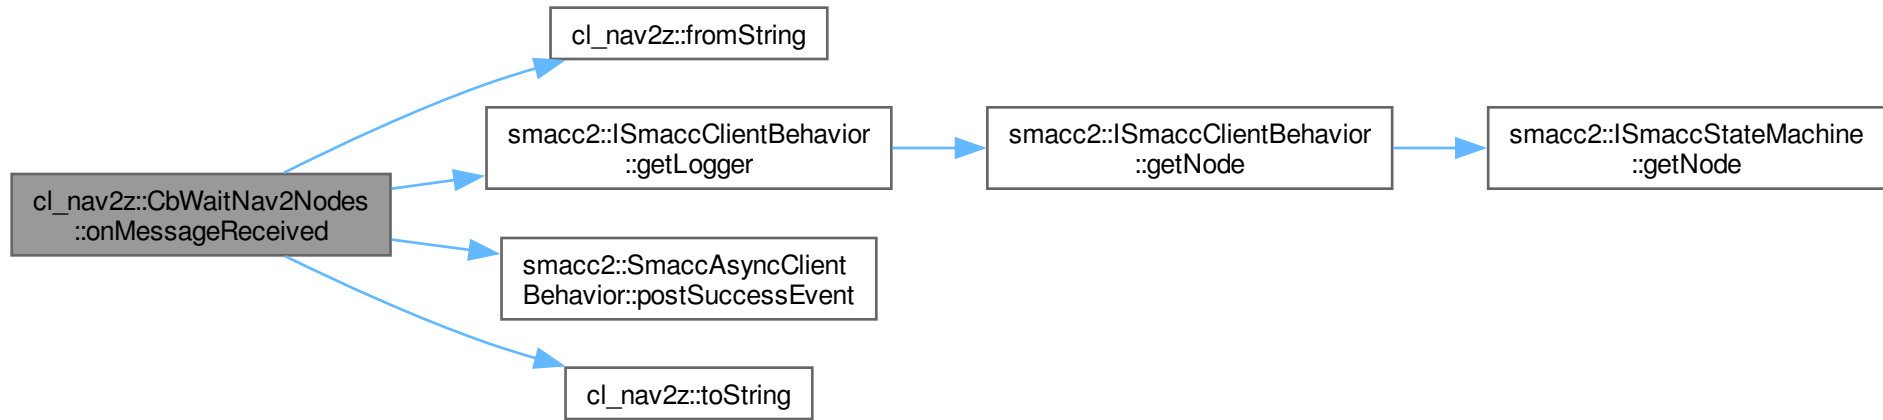 cl_nav2z::fromString
smacc2::ISmaccClientBehavior
::getLogger
smacc2::ISmaccClientBehavior
::getNode
smacc2::ISmaccStateMachine
::getNode
cl_nav2z::CbWaitNav2Nodes
::onMessageReceived
smacc2::SmaccAsyncClient
Behavior::postSuccessEvent
cl_nav2z::toString